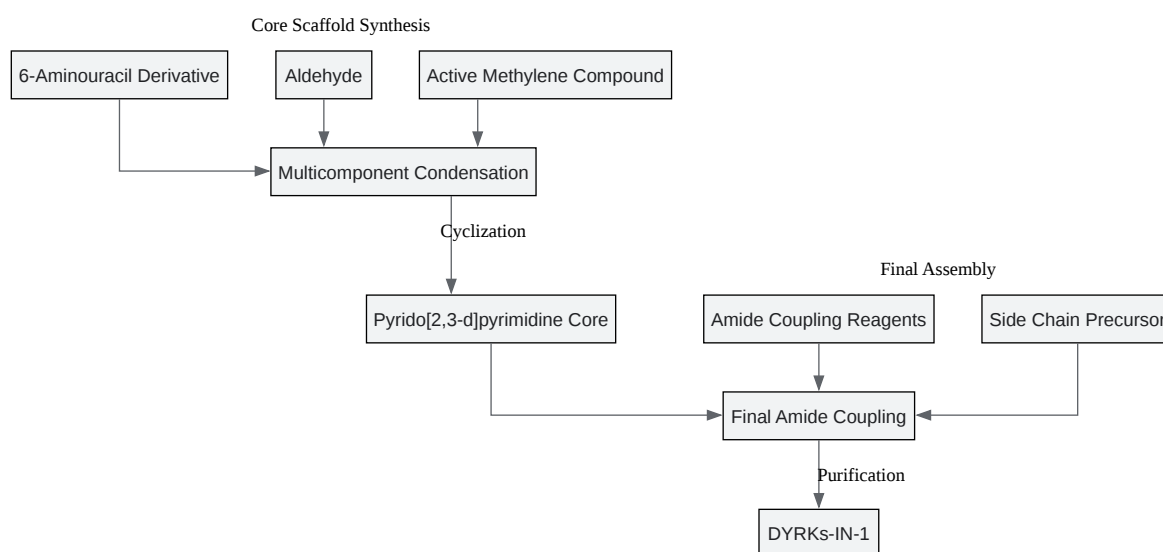 Core Scaffold Synthesis
6-Aminouracil Derivative
Aldehyde
Active Methylene Compound
Multicomponent Condensation
Cyclization
Final Assembly
Pyrido[2,3-d]pyrimidine Core
Amide Coupling Reagents
Side Chain Precursor
Final Amide Coupling
Purification
DYRKs-IN-1